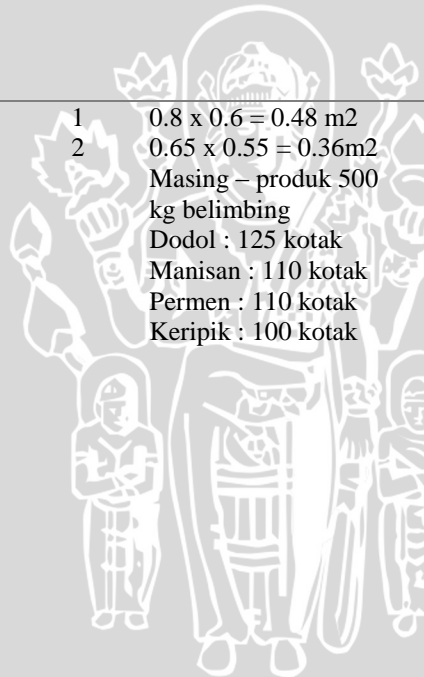 1 0.8 x 0.6 = 0.48 m2
2 0.65 x 0.55 = 0.36m2
Masing – produk 500
kg belimbing
Dodol : 125 kotak
Manisan : 110 kotak
Permen : 110 kotak
Keripik : 100 kotak